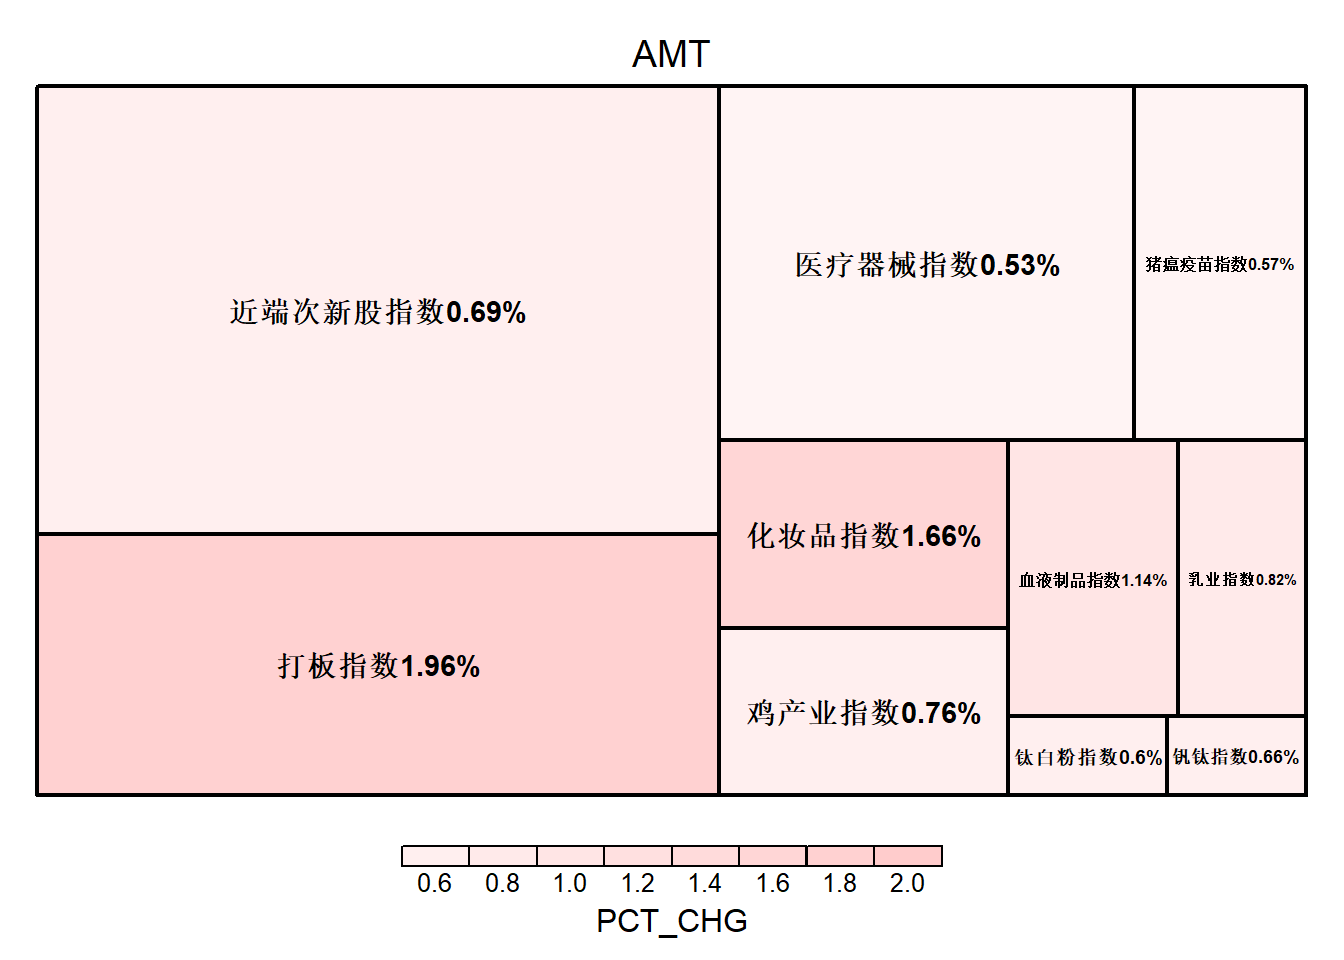 AMT
近端次新股指数0.69%
打板指数1.96%
医疗器械指数0.53%
猪瘟疫苗指数0.57%
化妆品指数1.66%
鸡产业指数0.76%
血液制品指数1.14%
乳业指数0.82%
钛白粉指数0.6%
钒钛指数0.66%
0.6 0.8 1.0 1.2 1.4 1.6 1.8 2.0
PCT_CHG